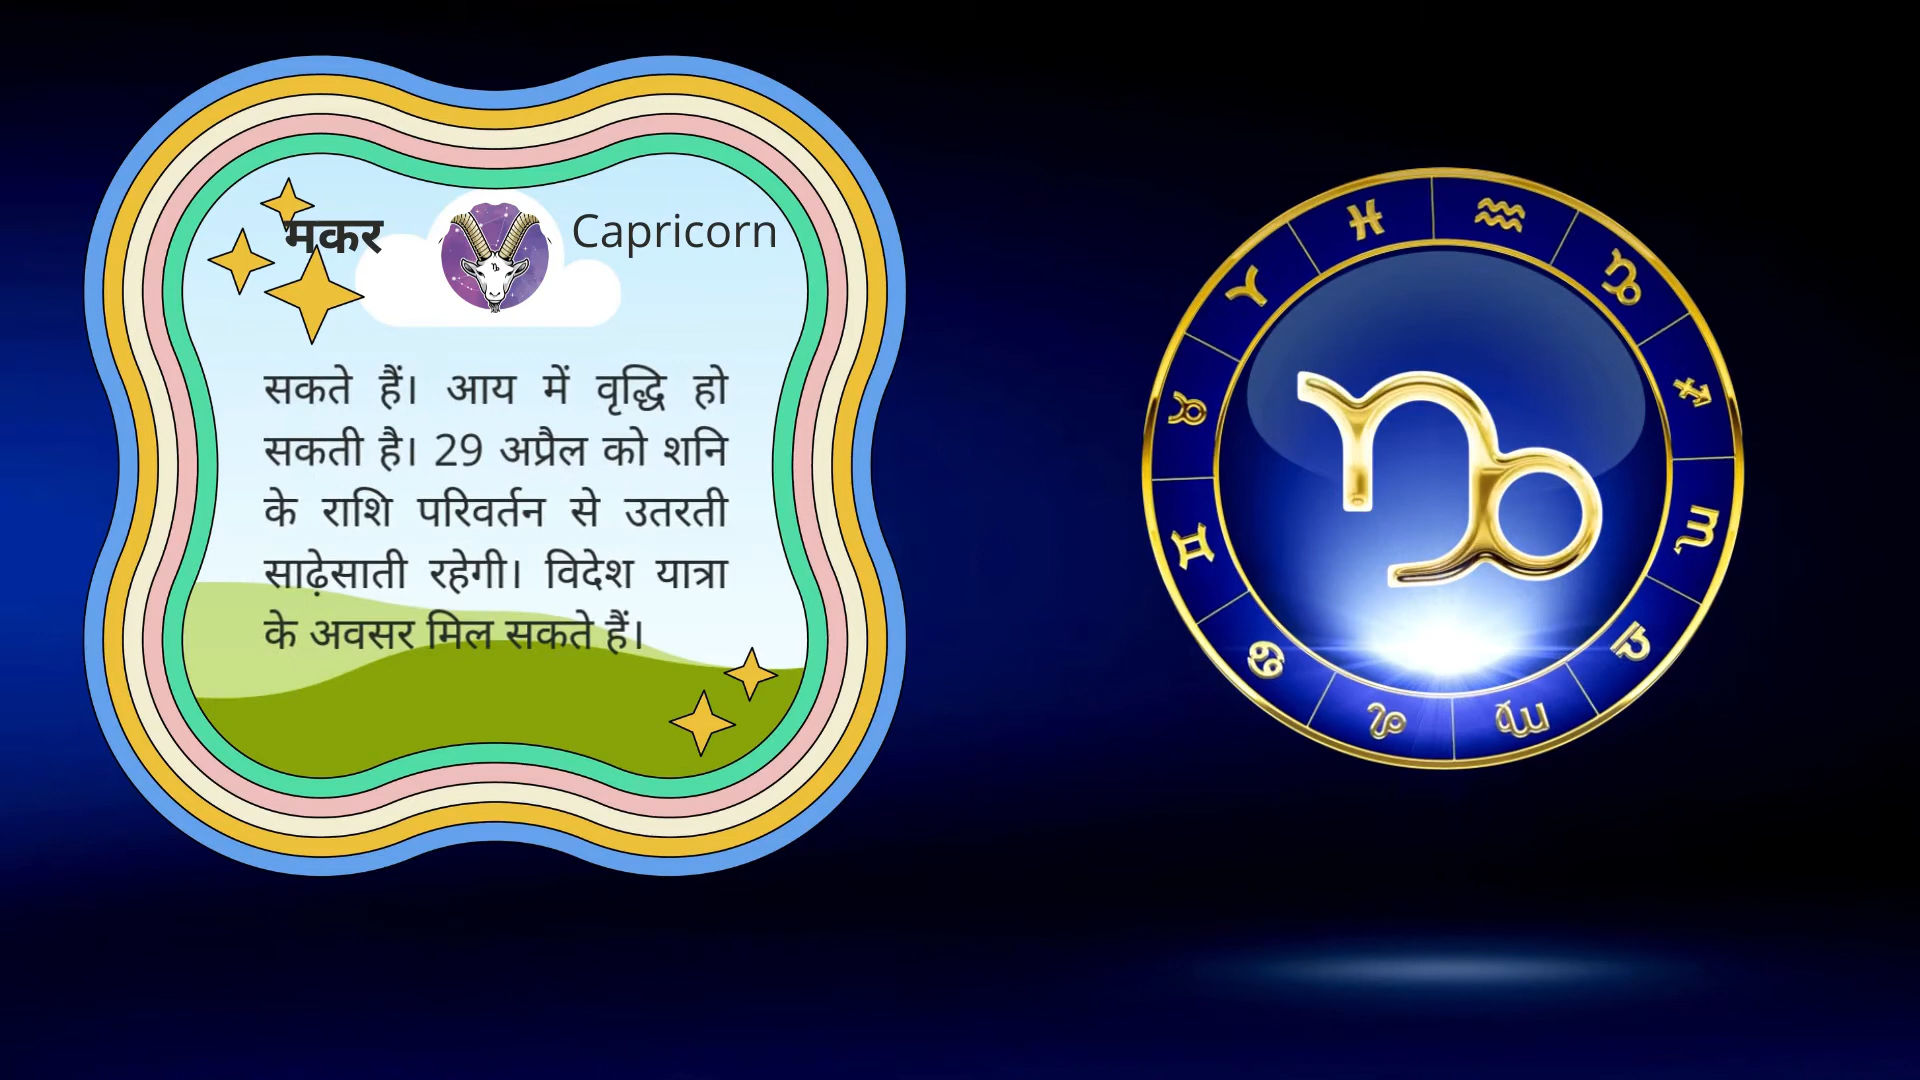 मकर
Capricorn
सकते हैं। आय में वृद्धि हो
सकती है। 29 अप्रैल को शनि
के राशि परिवर्तन से उतरती
साढ़ेसाती रहेगी। विदेश यात्रा
के अवसर मिल सकते हैं।